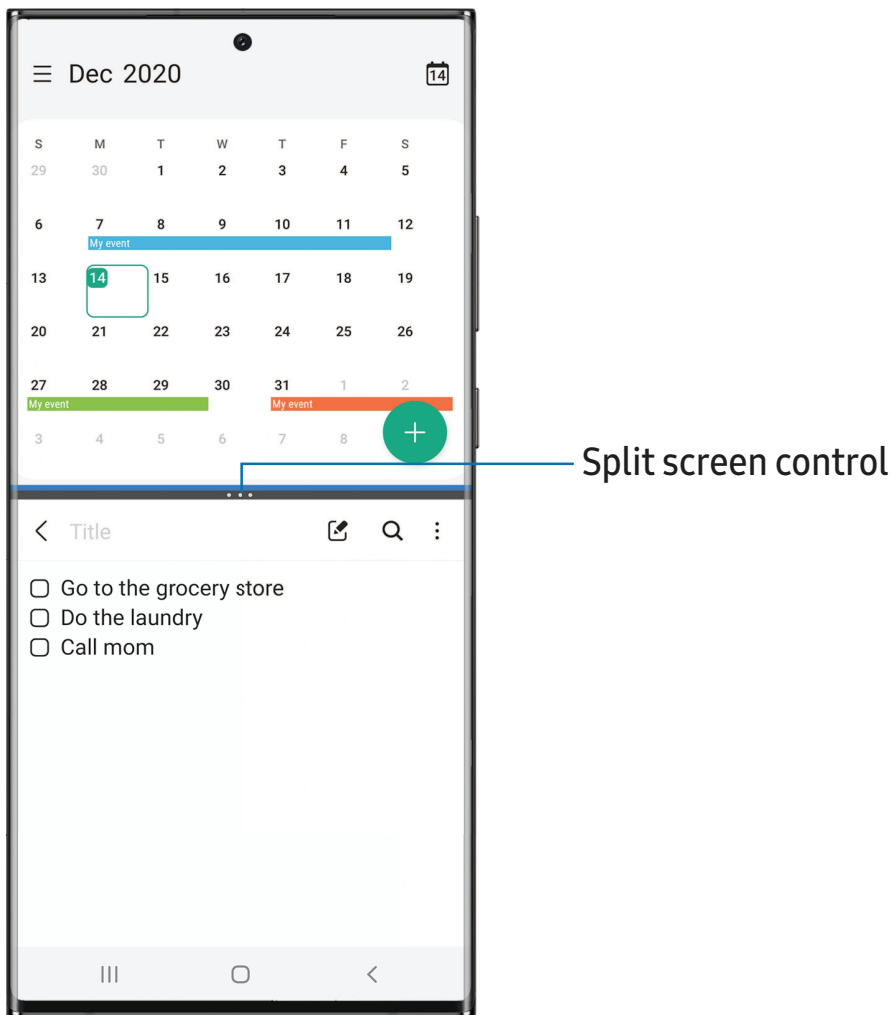 Dec 2020
14
S M T W T F S
29 30 1 2 3 4 5
6 7 8 9 10 11 12
My event
13 14 15 16 17 18 19
20 21 22 23 24 25 26
27 28 29 30 31 1 2
My event My event
3 4 5 6 7 8
Split screen control
Title
Go to the grocery store
Do the laundry
Call mom